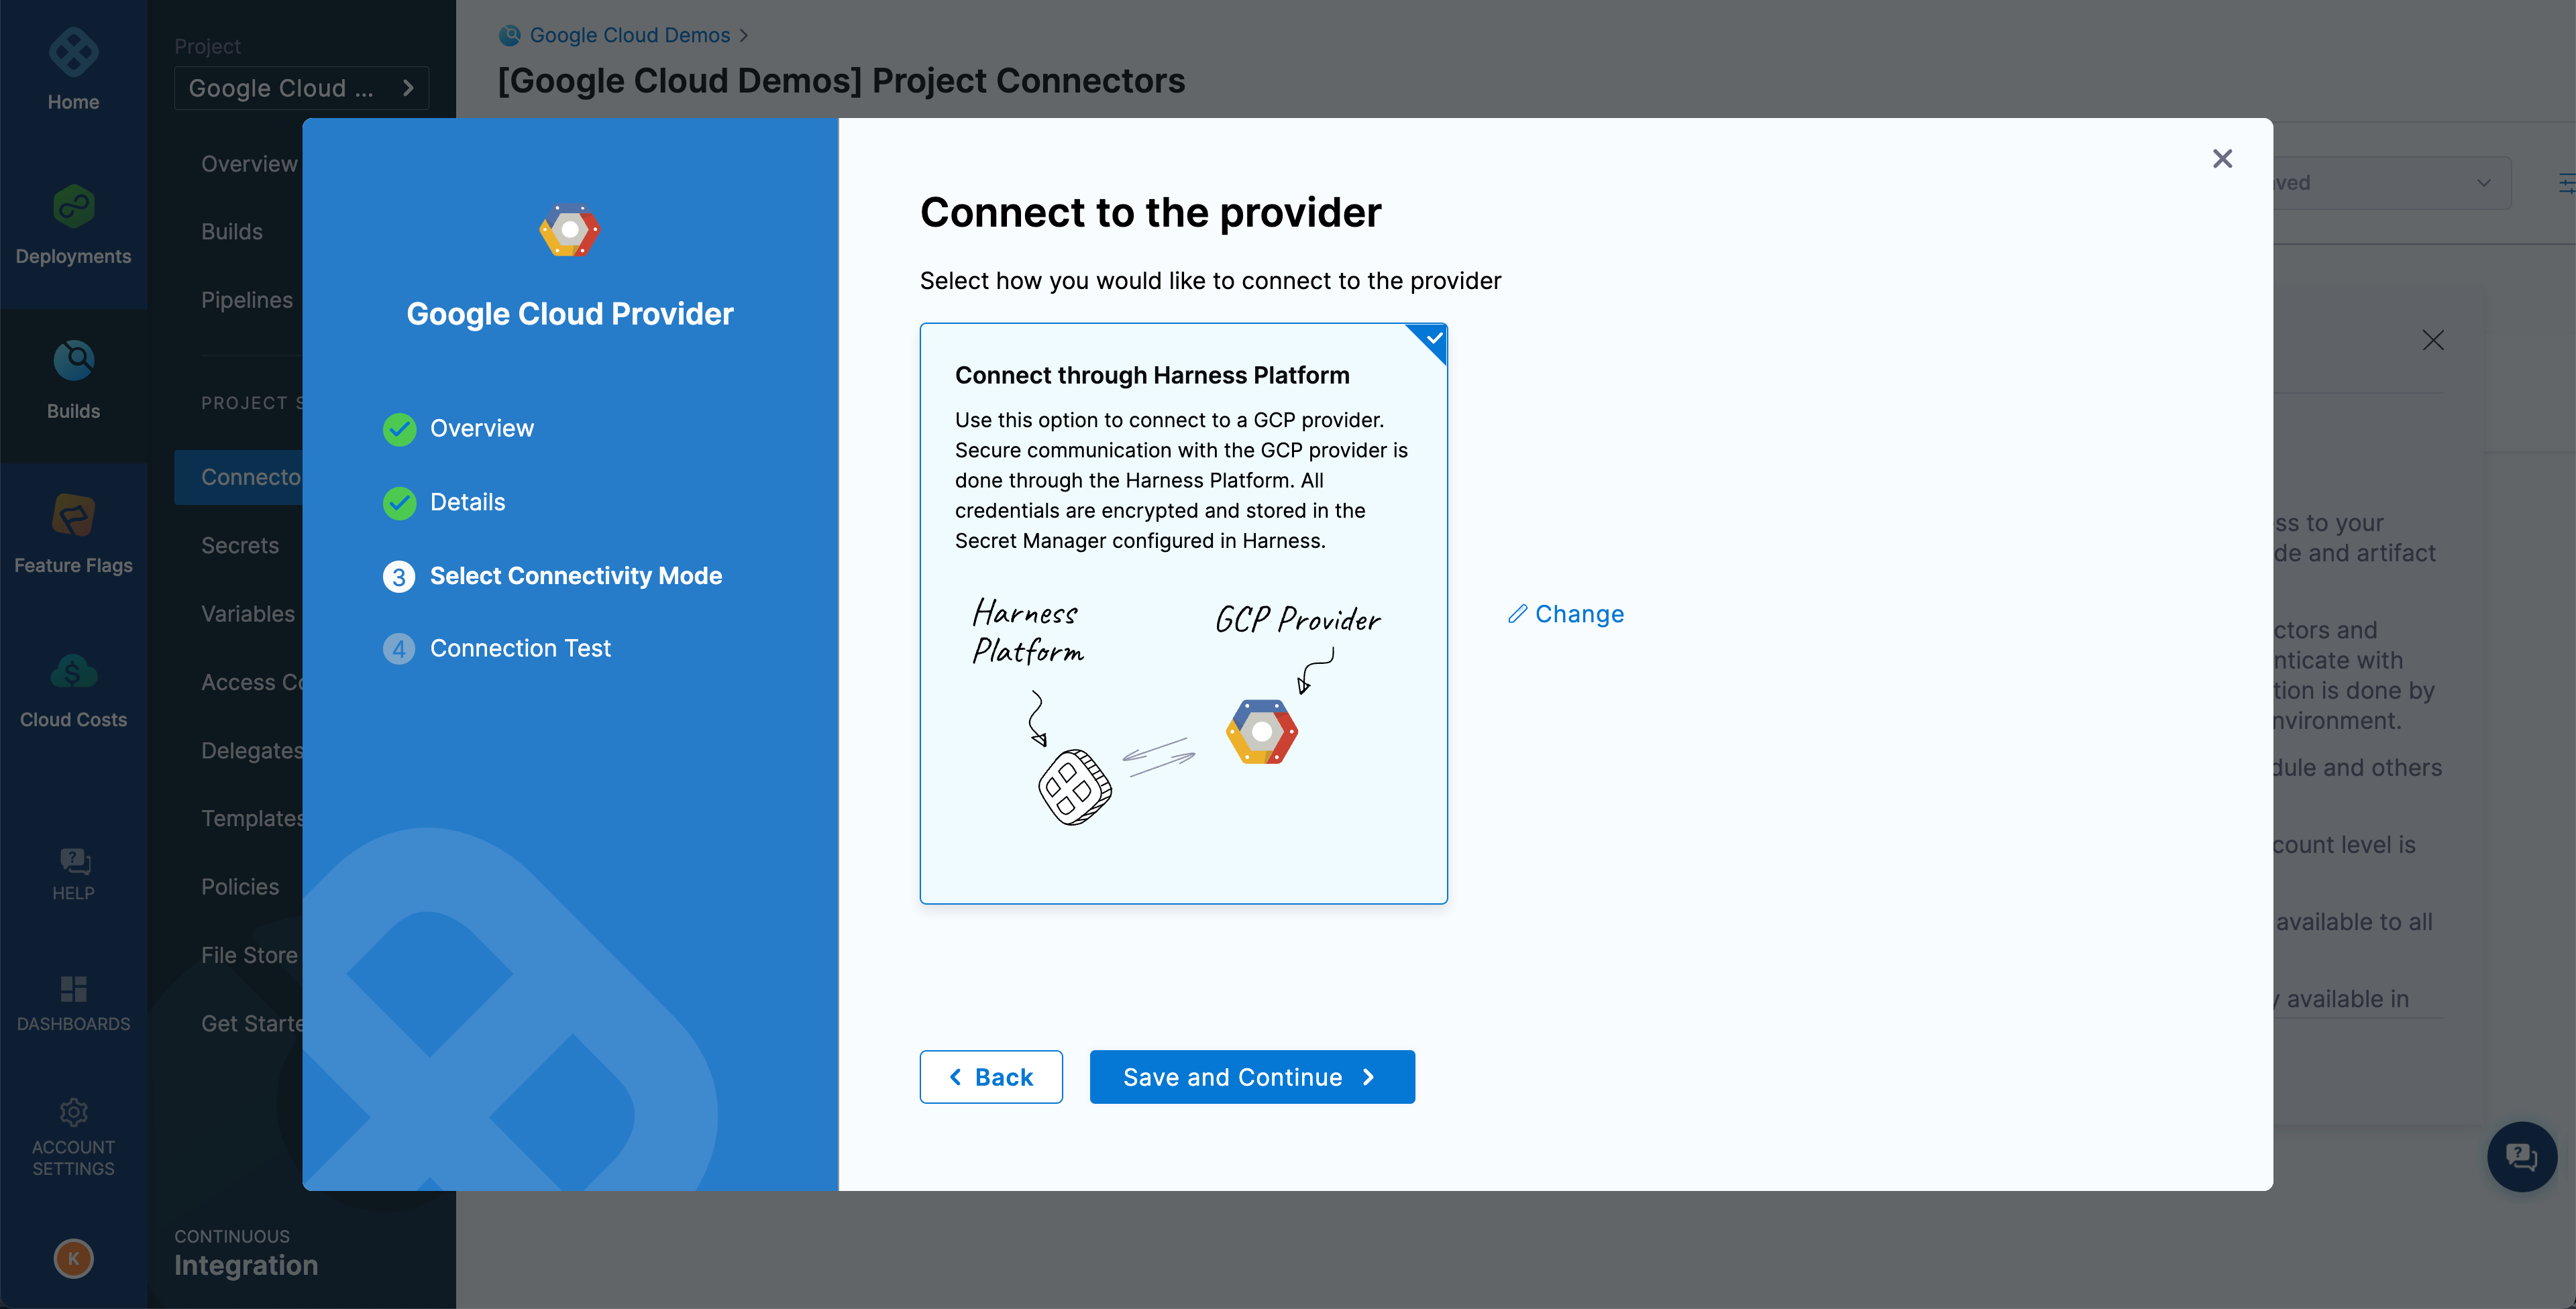 Home
Deployments
Builds
Feature Flags
Cloud Costs
HELP
DASHBOARDS
ACCOUNT
SETTINGS
K
Project
Google Cloud ...
Overview
Builds
Pipelines
PROJECT S
Connecto
Secrets
Variables
Access Co
Delegates
Templates
Policies
File Store
Get Starte
CONTINUOUS
Integration
Google Cloud Demos
[Google Cloud Demos] Project Connectors
Google Cloud Provider
Overview
Details
3 Select Connectivity Mode
4 Connection Test
Connect to the provider
Select how you would like to connect to the provider
Connect through Harness Platform
Use this option to connect to a GCP provider.
Secure communication with the GCP provider is
done through the Harness Platform. All
credentials are encrypted and stored in the
Secret Manager configured in Harness.
Harness
Platform
GCP Provider
Change
Back
Save and Continue
ved
ss to your
de and artifact
ctors and
nticate with
tion is done by
nvironment.
dule and others
count level is
available to all
y available in